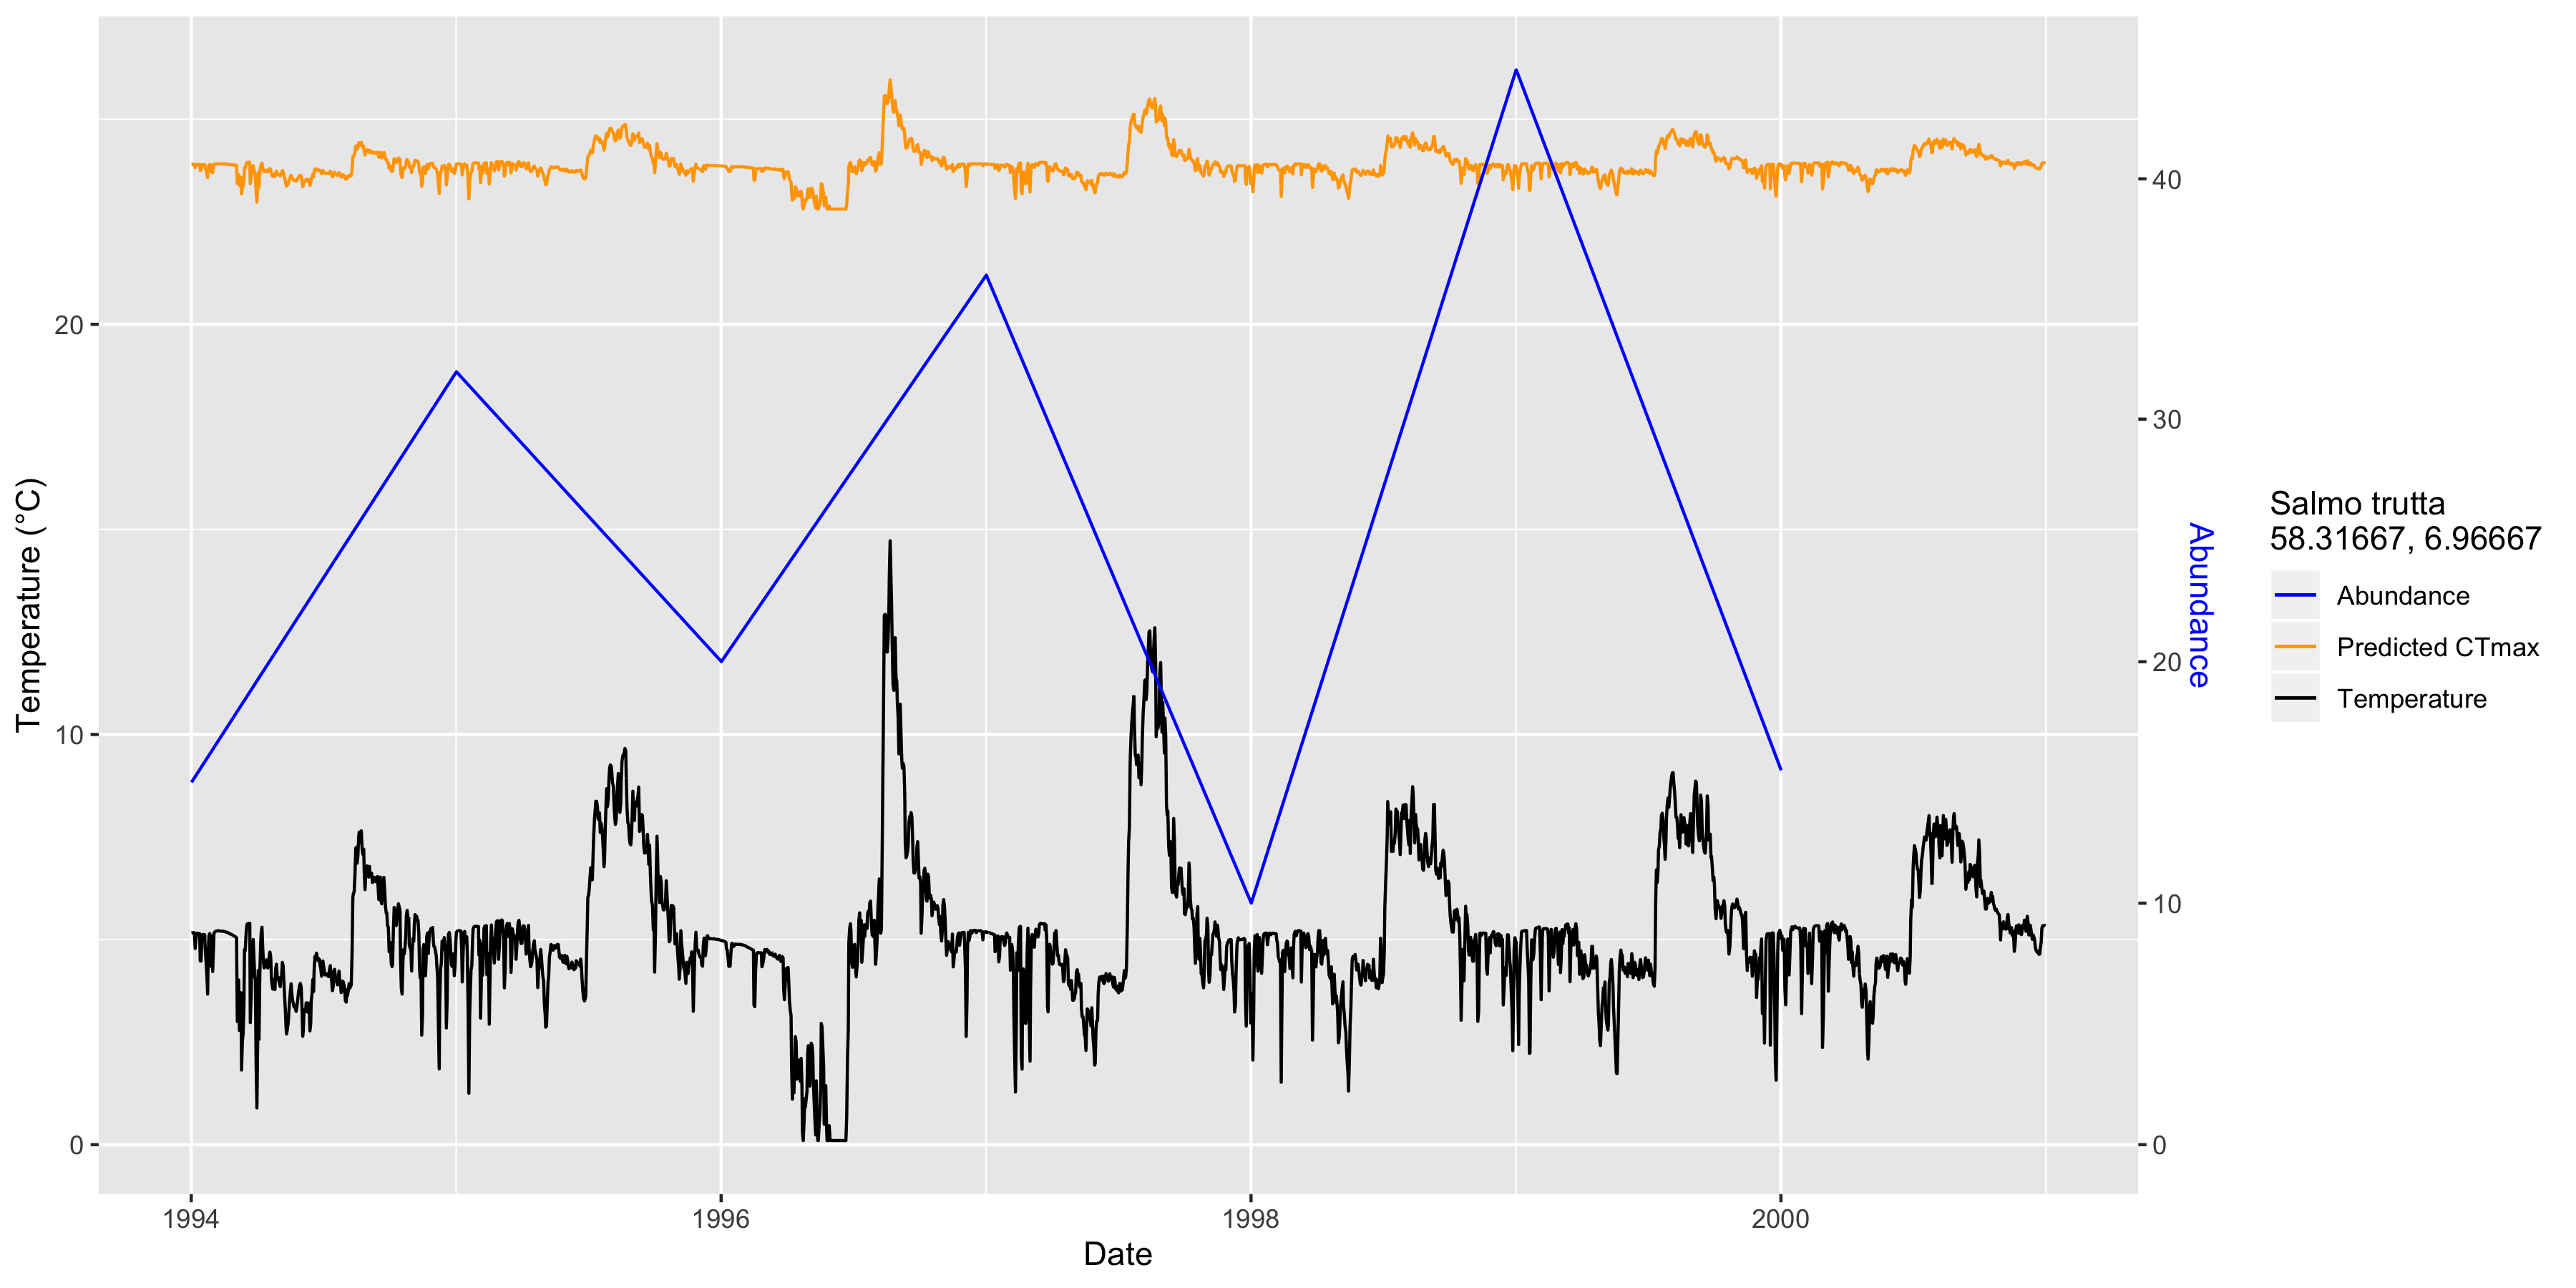 Temperature (°C)
20
10
0
40
30
20
10
0
Abundance
1994
1996
1998
2000
Date
Salmo trutta
58.31667, 6.96667
Abundance
Predicted CTmax
Temperature